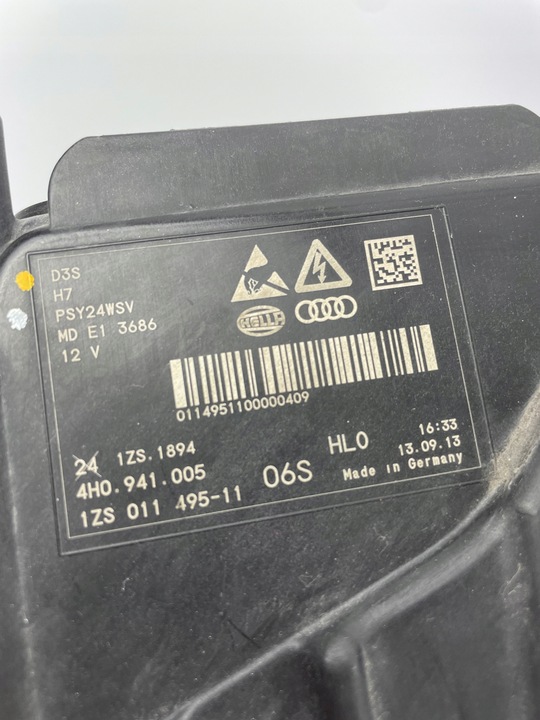 D3S
H7
PSY24WSV
MD E1 3686
12 V
HELLA
0114951100000409
24 1ZS.1894
4H0.941.005
1ZS 011 495-11
06S
HL0
16:33
13.09.13
Made in Germany